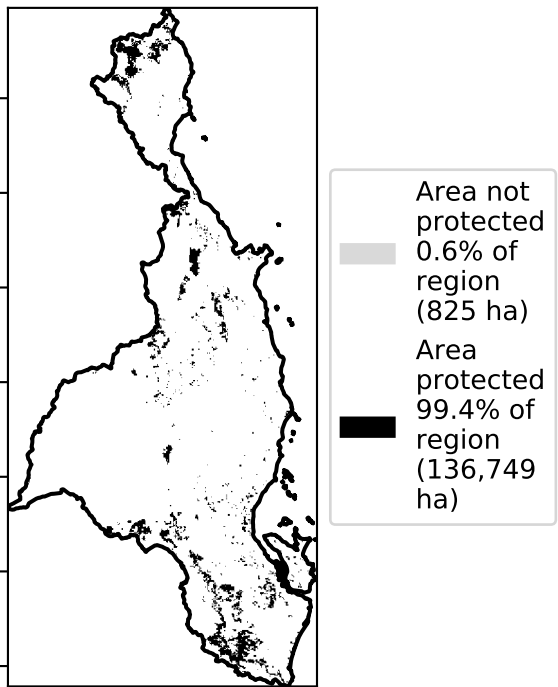 Area not
protected
0.6% of
region
(825 ha)
Area
protected
99.4% of
region
(136,749
ha)